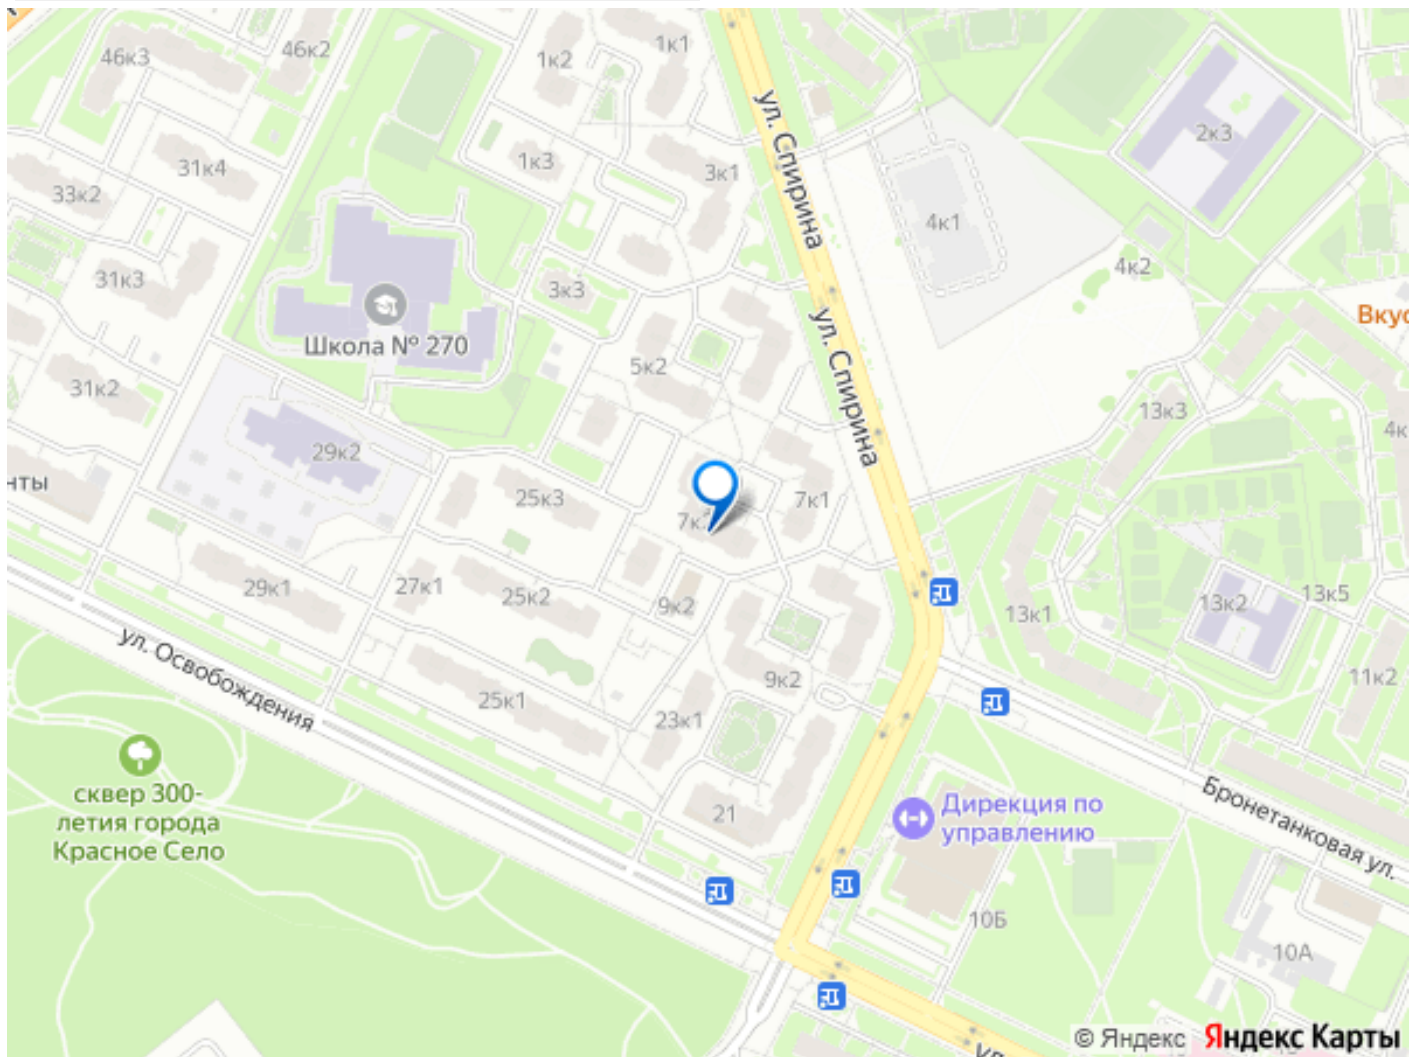 46к3
46к2
1к2
1к1
31к4
33к2
1к3
3к1
ул. Спирина
2к3
4к1
4к2
31к3
3к3
Школа № 270
ул. Спирина
5к2
31к2
29к2
13к3
25к3
7к1
29к1
27к1
25к2
9к2
13к1
13к2
13к5
11к2
ул. Освобождения
25к1
23к1
9к2
21
сквер 300-
летия города
Красное Село
Дирекция по
управлению
Бронетанковая ул.
10Б
10А
© Яндекс Яндекс Карты